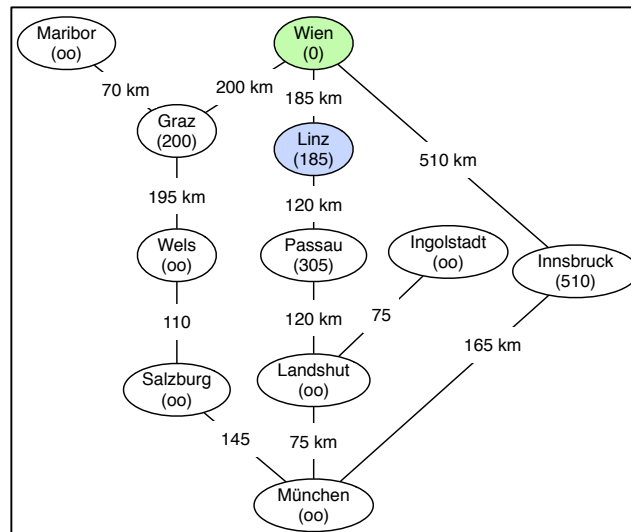 Maribor
(oo)
Wien
(0)
70 km
200 km
185 km
Graz
(200)
Linz
(185)
510 km
195 km
120 km
Wels
(oo)
Passau
(305)
Ingolstadt
(oo)
Innsbruck
(510)
110
120 km
75
165 km
Salzburg
(oo)
Landshut
(oo)
145
75 km
München
(oo)